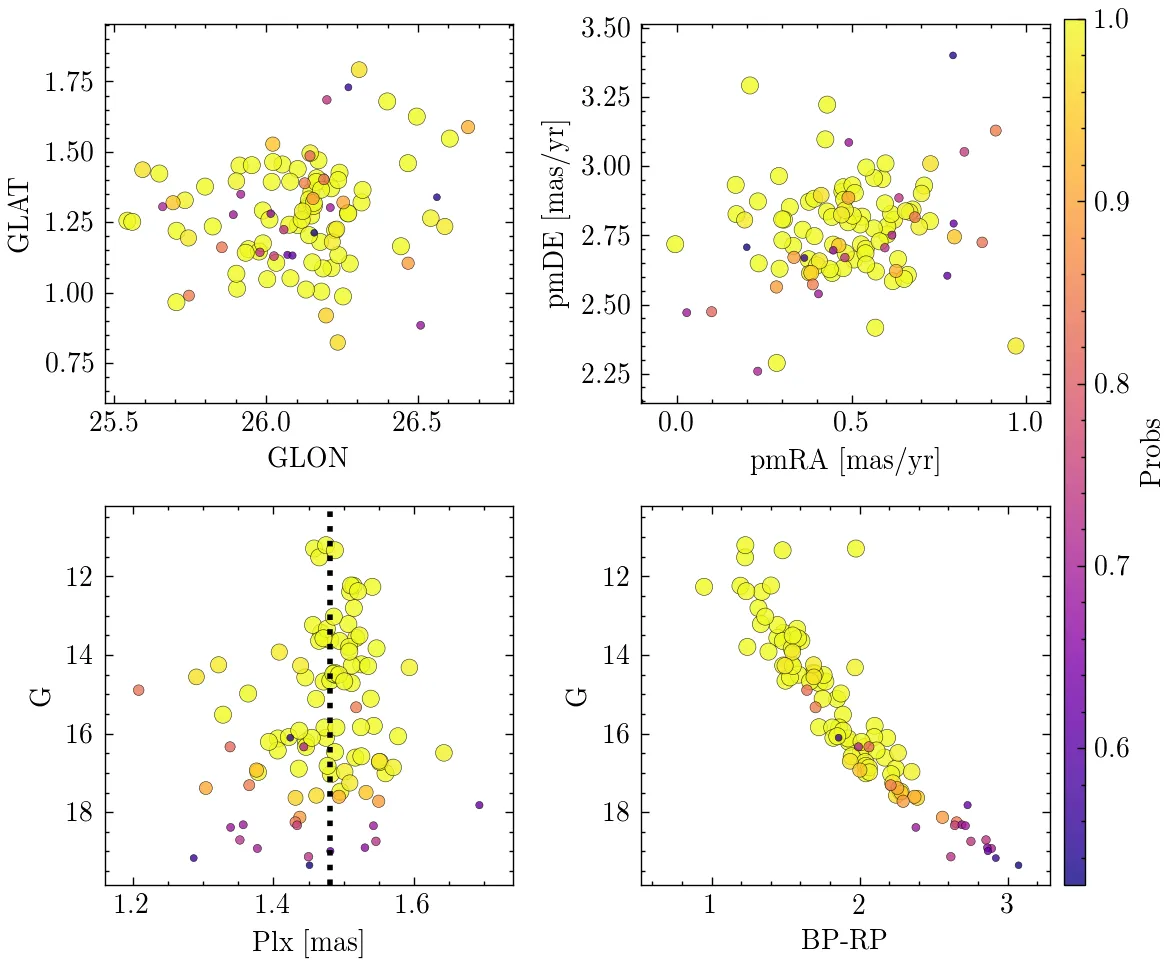 1.75
1.50
1.25
1.00
0.75
GLAT
25.5 26.0 26.5
GLON
3.50
3.25
3.00
2.75
2.50
2.25
pmDE [mas/yr]
0.0 0.5 1.0
pmRA [mas/yr]
12
14
16
18
G
1.2 1.4 1.6
Plx [mas]
12
14
16
18
G
1 2 3
BP-RP
1.0
0.9
0.8
0.7
0.6
Probs